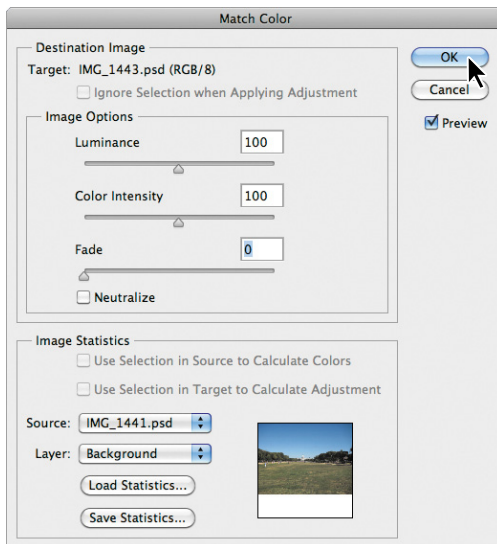 Match Color
Destination Image
Target: IMG_1443.psd (RGB/8)
Ignore Selection when Applying Adjustment
Image Options
Luminance 100
Color Intensity 100
Fade 0
Neutralize
OK
Cancel
Preview
Image Statistics
Use Selection in Source to Calculate Colors
Use Selection in Target to Calculate Adjustment
Source: IMG_1441.psd
Layer: Background
Load Statistics...
Save Statistics...